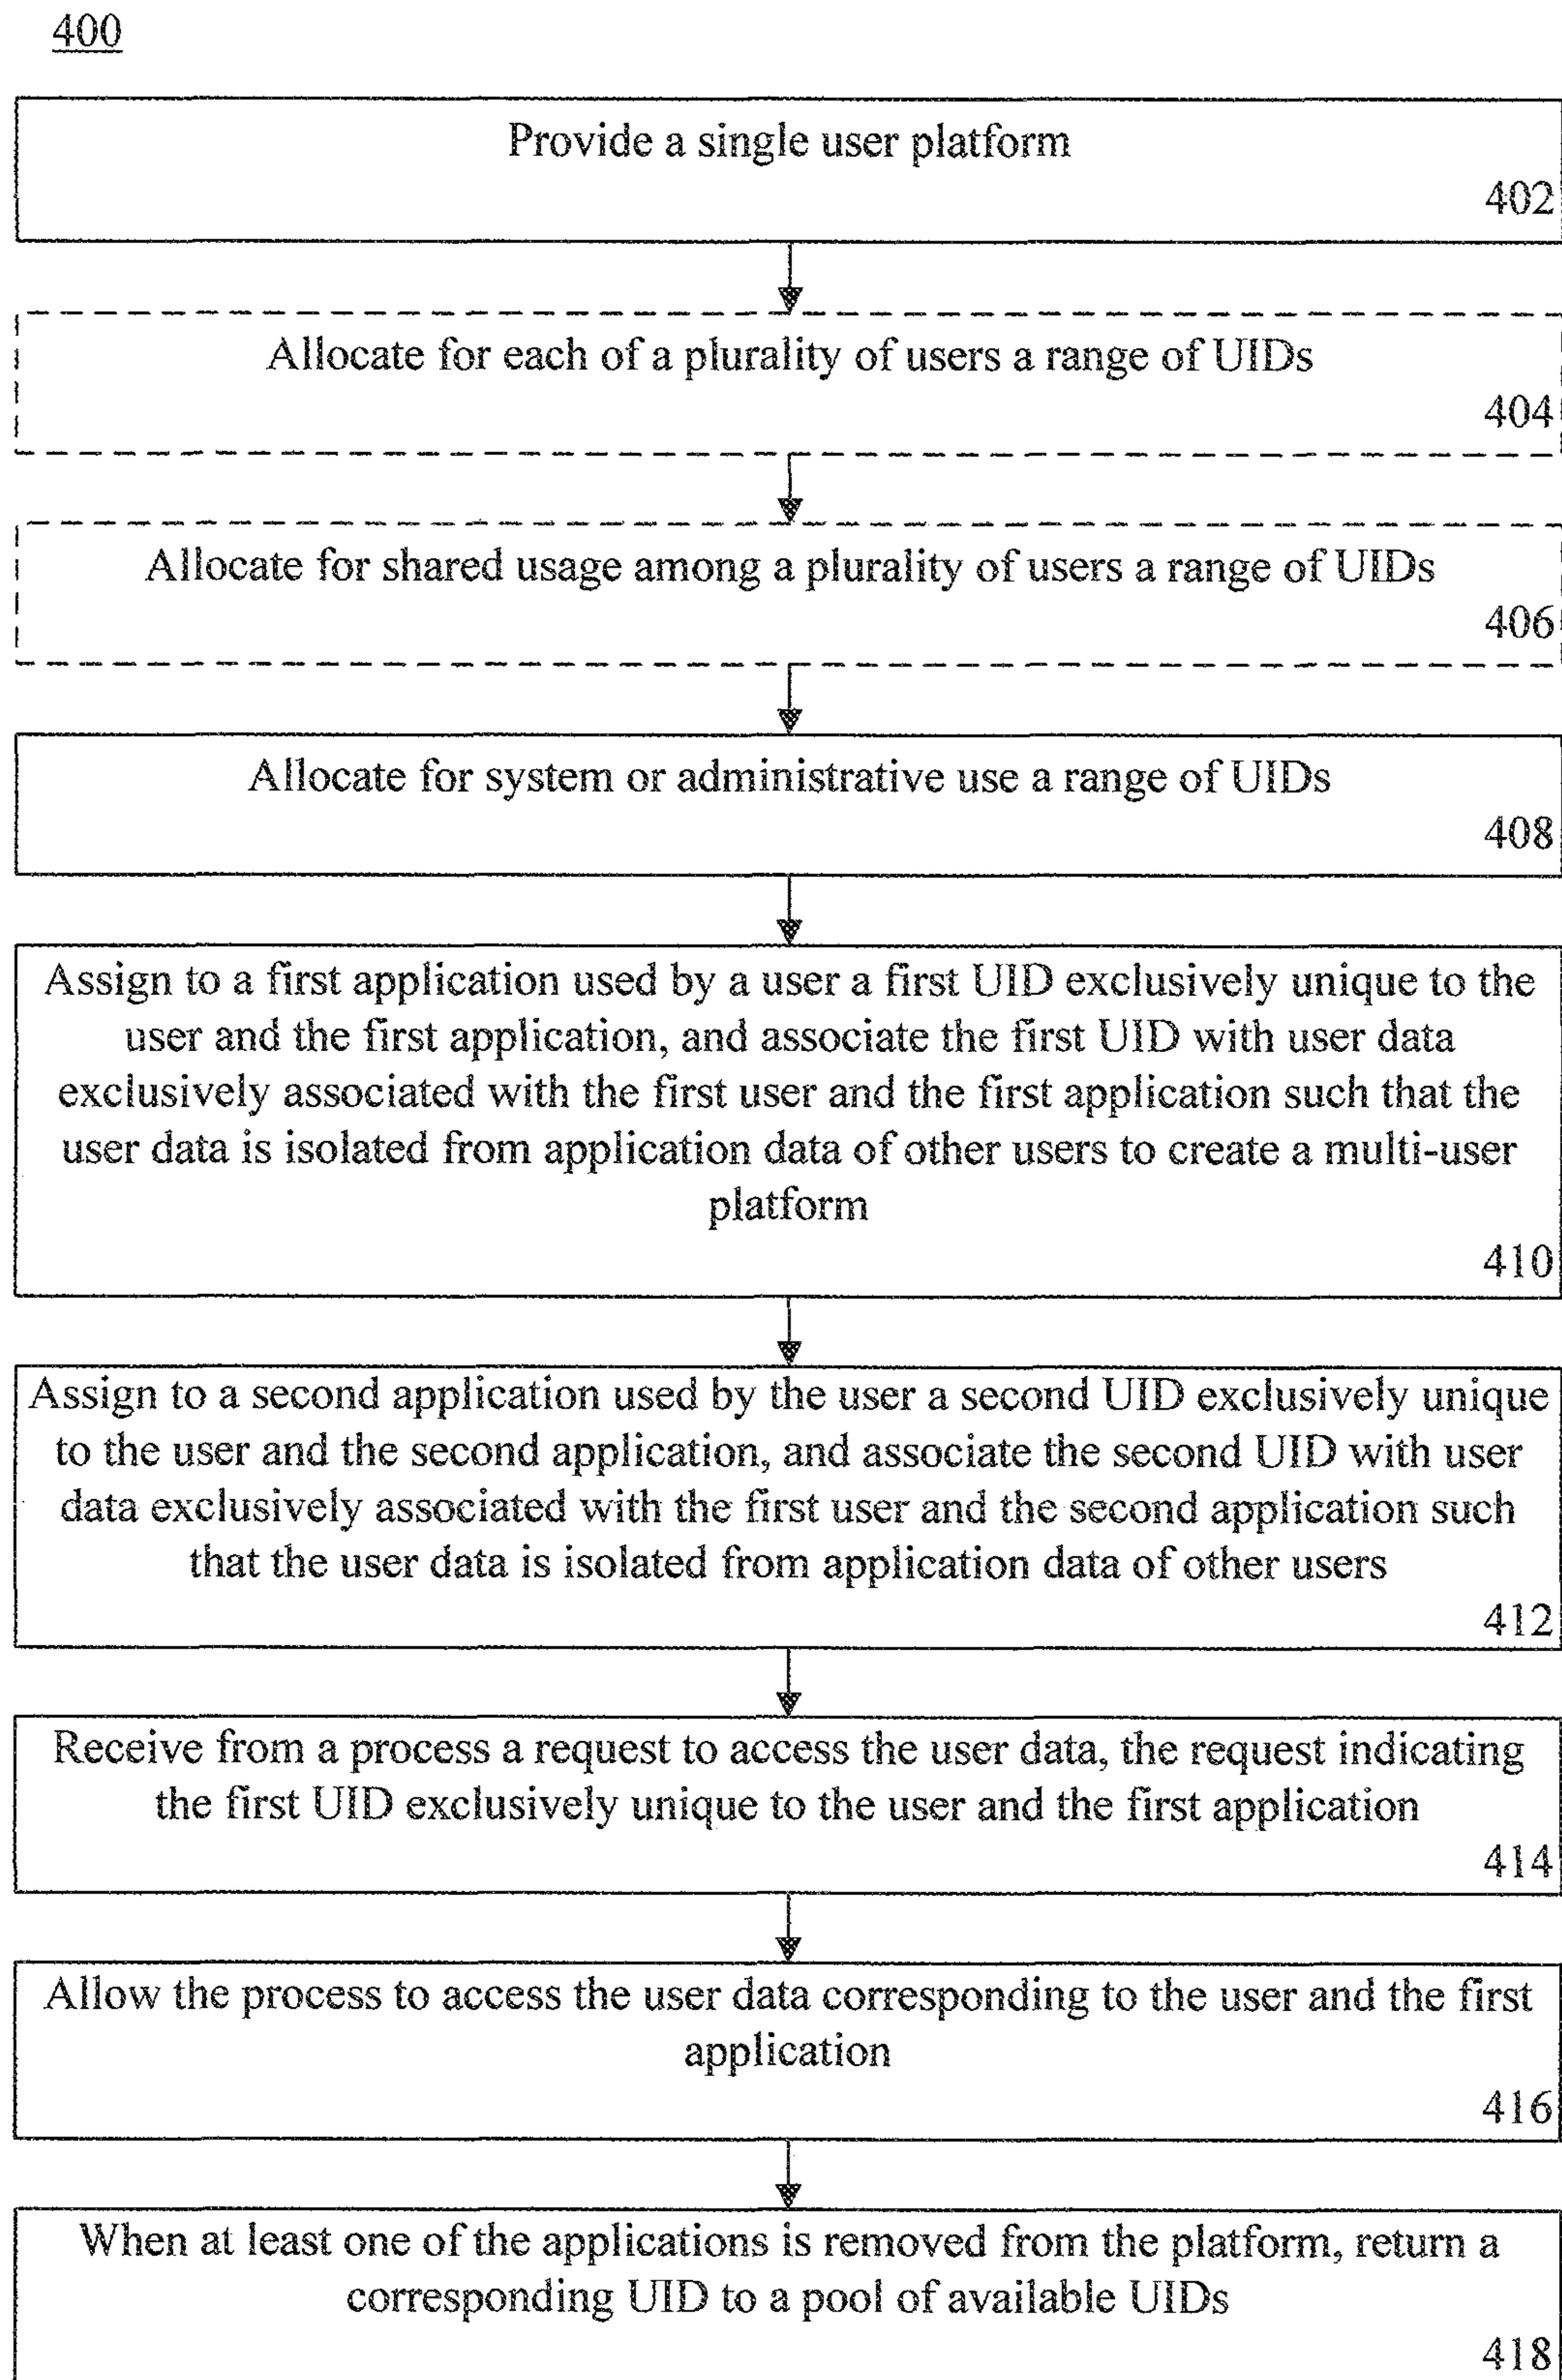 400
Provide a single user platform
402
Allocate for each of a plurality of users a range of UIDs
404
Allocate for shared usage among a plurality of users a range of UIDs
406
Allocate for system or administrative use a range of UIDs
408
Assign to a first application used by a user a first UID exclusively unique to the
user and the first application, and associate the first UID with user data
exclusively associated with the first user and the first application such that the
user data is isolated from application data of other users to create a multi-user
platform
410
Assign to a second application used by the user a second UID exclusively unique
to the user and the second application, and associate the second UID with user
data exclusively associated with the first user and the second application such
that the user data is isolated from application data of other users
412
Receive from a process a request to access the user data, the request indicating
the first UID exclusively unique to the user and the first application
414
Allow the process to access the user data corresponding to the user and the first
application
416
When at least one of the applications is removed from the platform, return a
corresponding UID to a pool of available UIDs
418